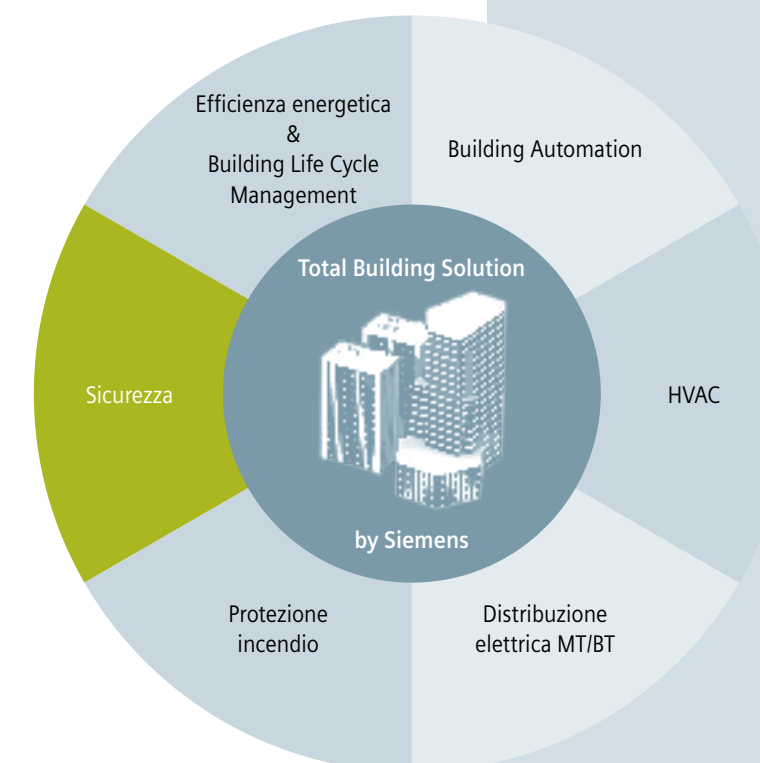 Efficienza energetica
&
Building Life Cycle
Management
Building Automation
Total Building Solution
Sicurezza
HVAC
by Siemens
Protezione
incendio
Distribuzione
elettrica MT/BT